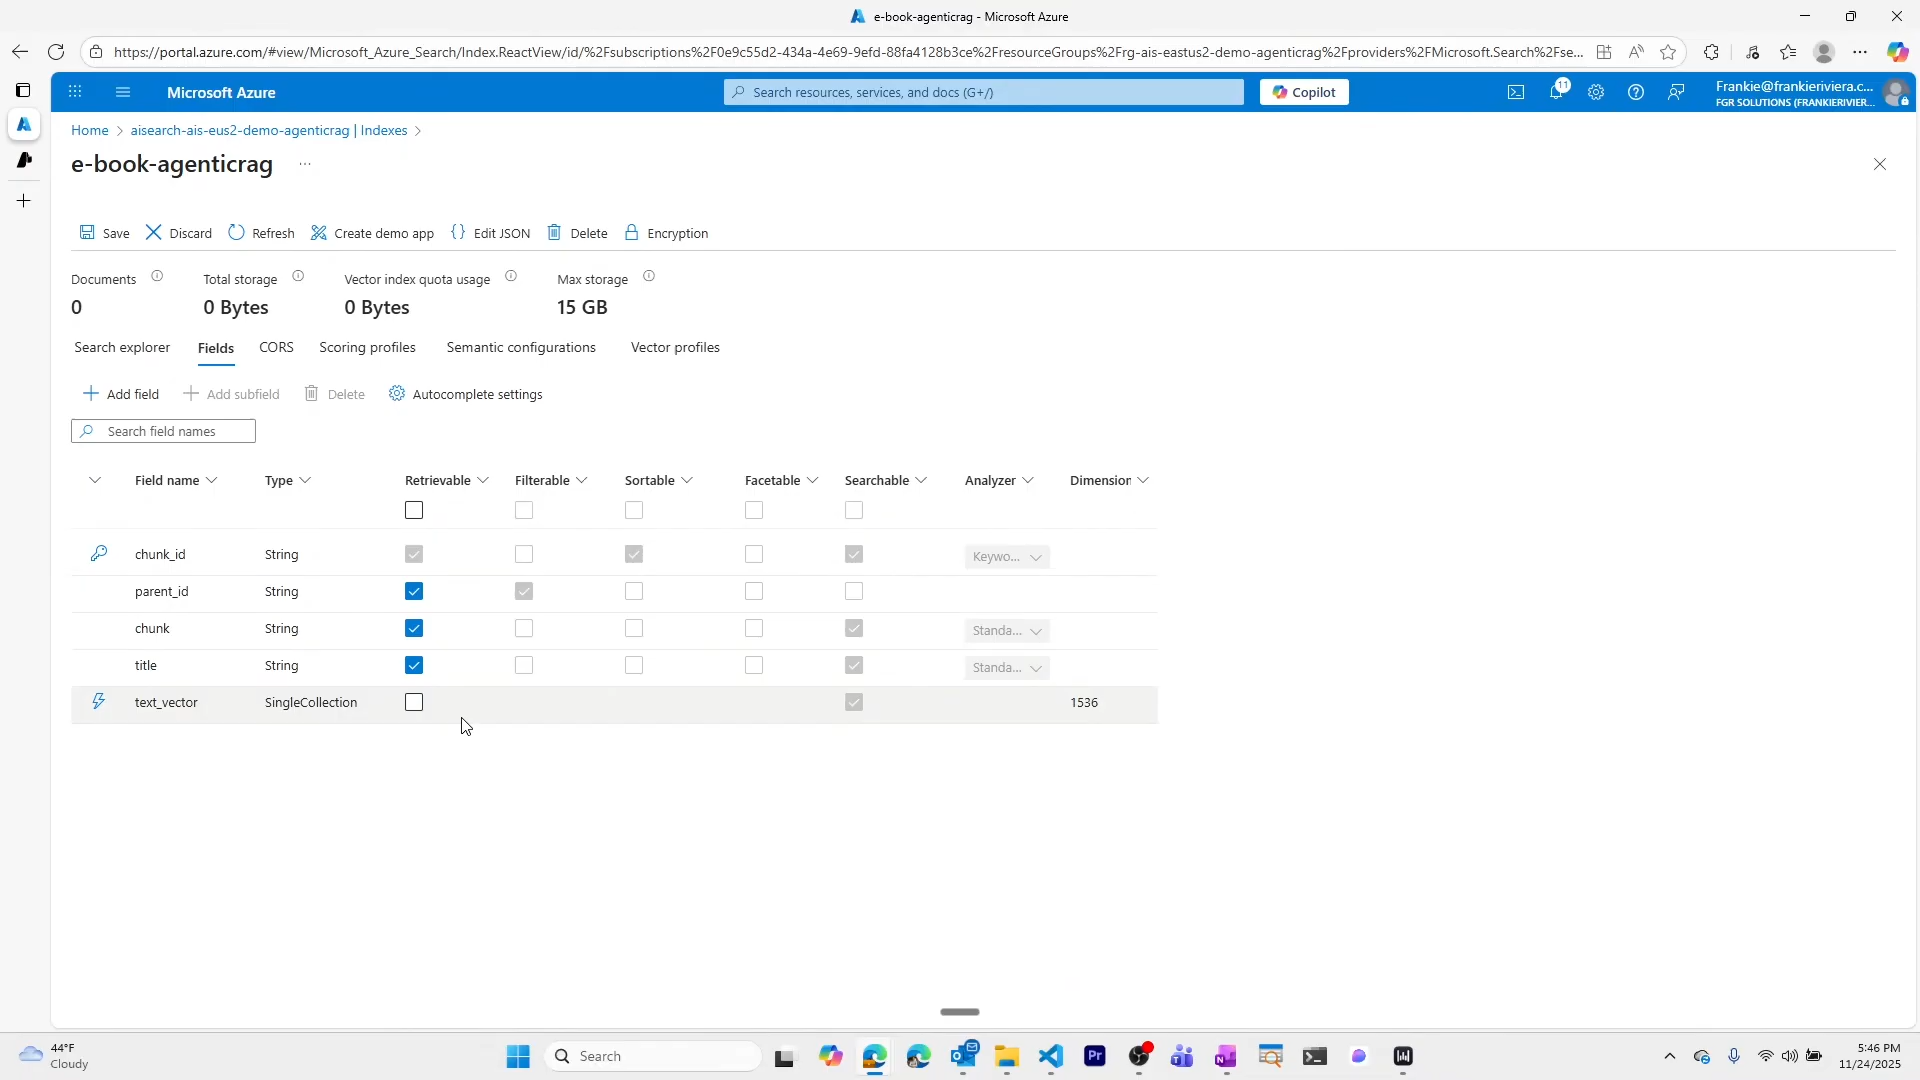 e-book-agenticrag - Microsoft Azure
https://portal.azure.com/#view/Microsoft_Azure_Search/Index.ReactView/id/%2Fsubscriptions%2F0e9c55d2-434a-4e69-9efd-88fa4128b3ce%2FresourceGroups%2Frg-ais-eastus2-demo-agenticrag%2Fproviders%2FMicrosoft.Search%2Fse...
Microsoft Azure
Search resources, services, and docs (G+/)
Copilot
11
Frankie@frankieriviera.c...
FGR SOLUTIONS (FRANKIERIVIER...
Home > aisearch-ais-eus2-demo-agenticrag | Indexes >
e-book-agenticrag ...
Save Discard Refresh Create demo app Edit JSON Delete Encryption
Documents Total storage Vector index quota usage Max storage
0 0 Bytes 0 Bytes 15 GB
Search explorer Fields CORS Scoring profiles Semantic configurations Vector profiles
Add field Add subfield Delete Autocomplete settings
Search field names
Field name Type Retrievable Filterable Sortable Facetable Searchable Analyzer Dimension
chunk_id String Keywo...
parent_id String
chunk String Standa...
title String Standa...
text_vector SingleCollection 1536
44°F
Cloudy
Search
Pr
5:46 PM
11/24/2025